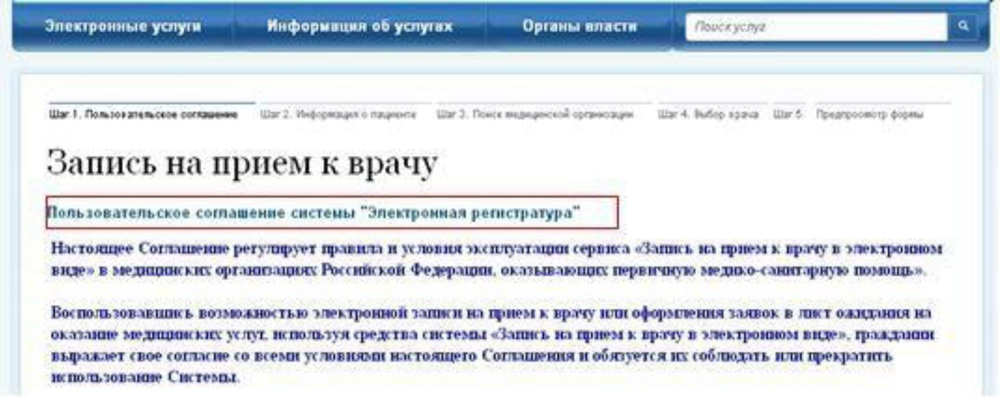 Электронные услуги Информация об услугах Органы власти Поиск услуг
Шаг 1. Пользовательское соглашение Шаг 2. Информация о пациенте Шаг 3. Поиск медицинской организации Шаг 4. Выбор врача Шаг 5. Предпросмотр формы
Запись на прием к врачу
Пользовательское соглашение системы "Электронная регистратура"
Настоящее Соглашение регулирует правила и условия эксплуатации сервиса «Запись на прием к врачу в электронном
виде» в медицинских организациях Российской Федерации, оказывающих первичную медико-санитарную помощь».
Воспользовавшись возможностью электронной записи на прием к врачу или оформления заявок в лист ожидания на
оказание медицинских услуг, используя средства системы «Запись на прием к врачу в электронном виде», гражданин
выражает свое согласие со всеми условиями настоящего Соглашения и обязуется их соблюдать или прекратить
использование Системы.